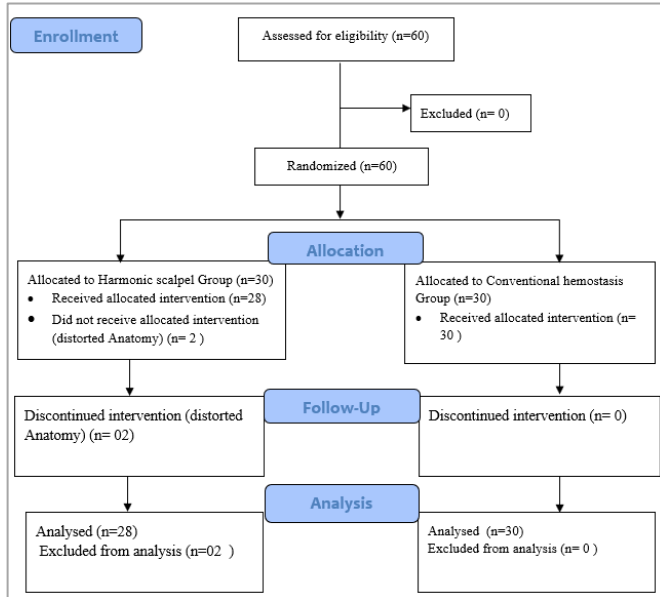 Enrollment
Assessed for eligibility (n=60)
Excluded (n= 0)
Randomized (n=60)
Allocation
Allocated to Harmonic scalpel Group (n=30)
• Received allocated intervention (n=28)
• Did not receive allocated intervention
(distorted Anatomy) (n= 2 )
Allocated to Conventional hemostasis
Group (n=30)
• Received allocated intervention (n=
30 )
Follow-Up
Discontinued intervention (distorted
Anatomy) (n= 02)
Discontinued intervention (n= 0)
Analysis
Analysed (n=28)
Excluded from analysis (n=02 )
Analysed (n=30)
Excluded from analysis (n= 0 )